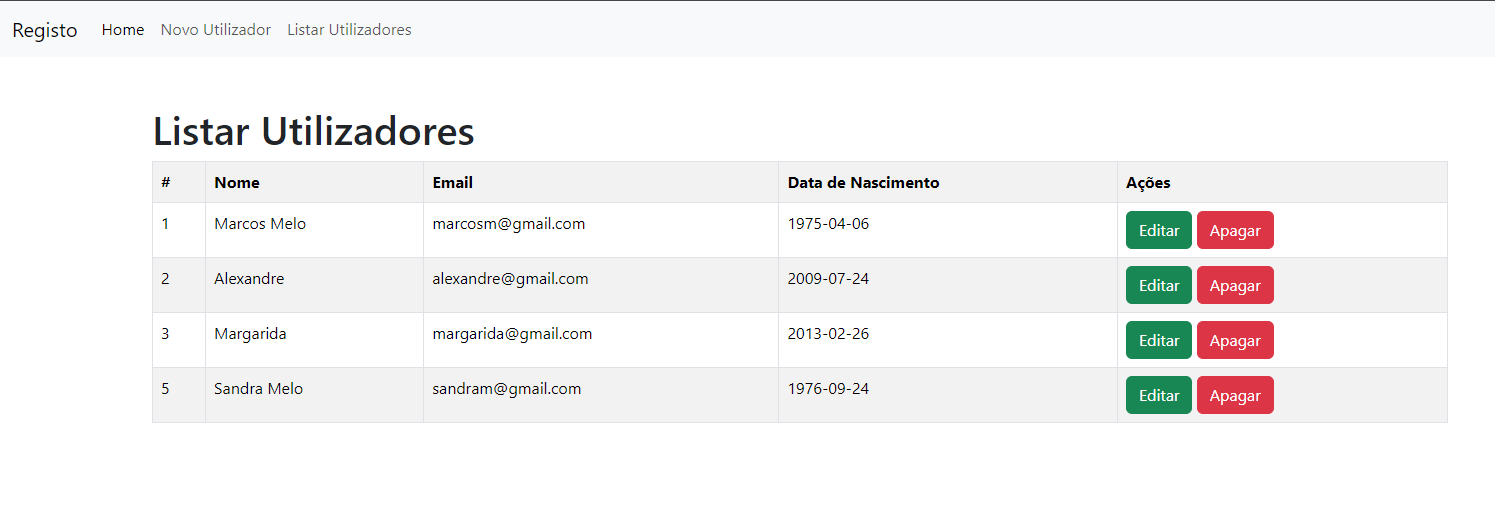 Registo Home Novo Utilizador Listar Utilizadores
Listar Utilizadores
# Nome Email Data de Nascimento Ações
1 Marcos Melo marcosm@gmail.com 1975-04-06 Editar Apagar
2 Alexandre alexandre@gmail.com 2009-07-24 Editar Apagar
3 Margarida margarida@gmail.com 2013-02-26 Editar Apagar
5 Sandra Melo sandram@gmail.com 1976-09-24 Editar Apagar